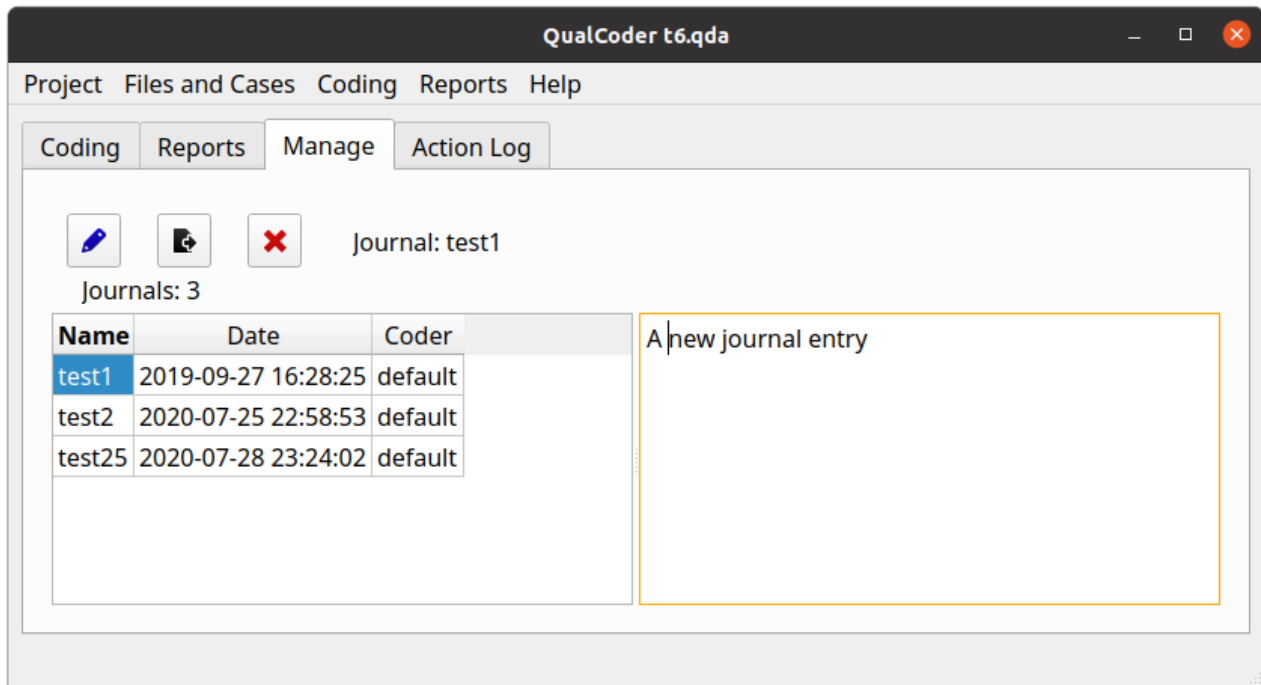 QualCoder t6.qda
Project Files and Cases Coding Reports Help
Coding Reports Manage Action Log
Journal: test1
Journals: 3
Name Date Coder
test1 2019-09-27 16:28:25 default
test2 2020-07-25 22:58:53 default
test25 2020-07-28 23:24:02 default
A new journal entry